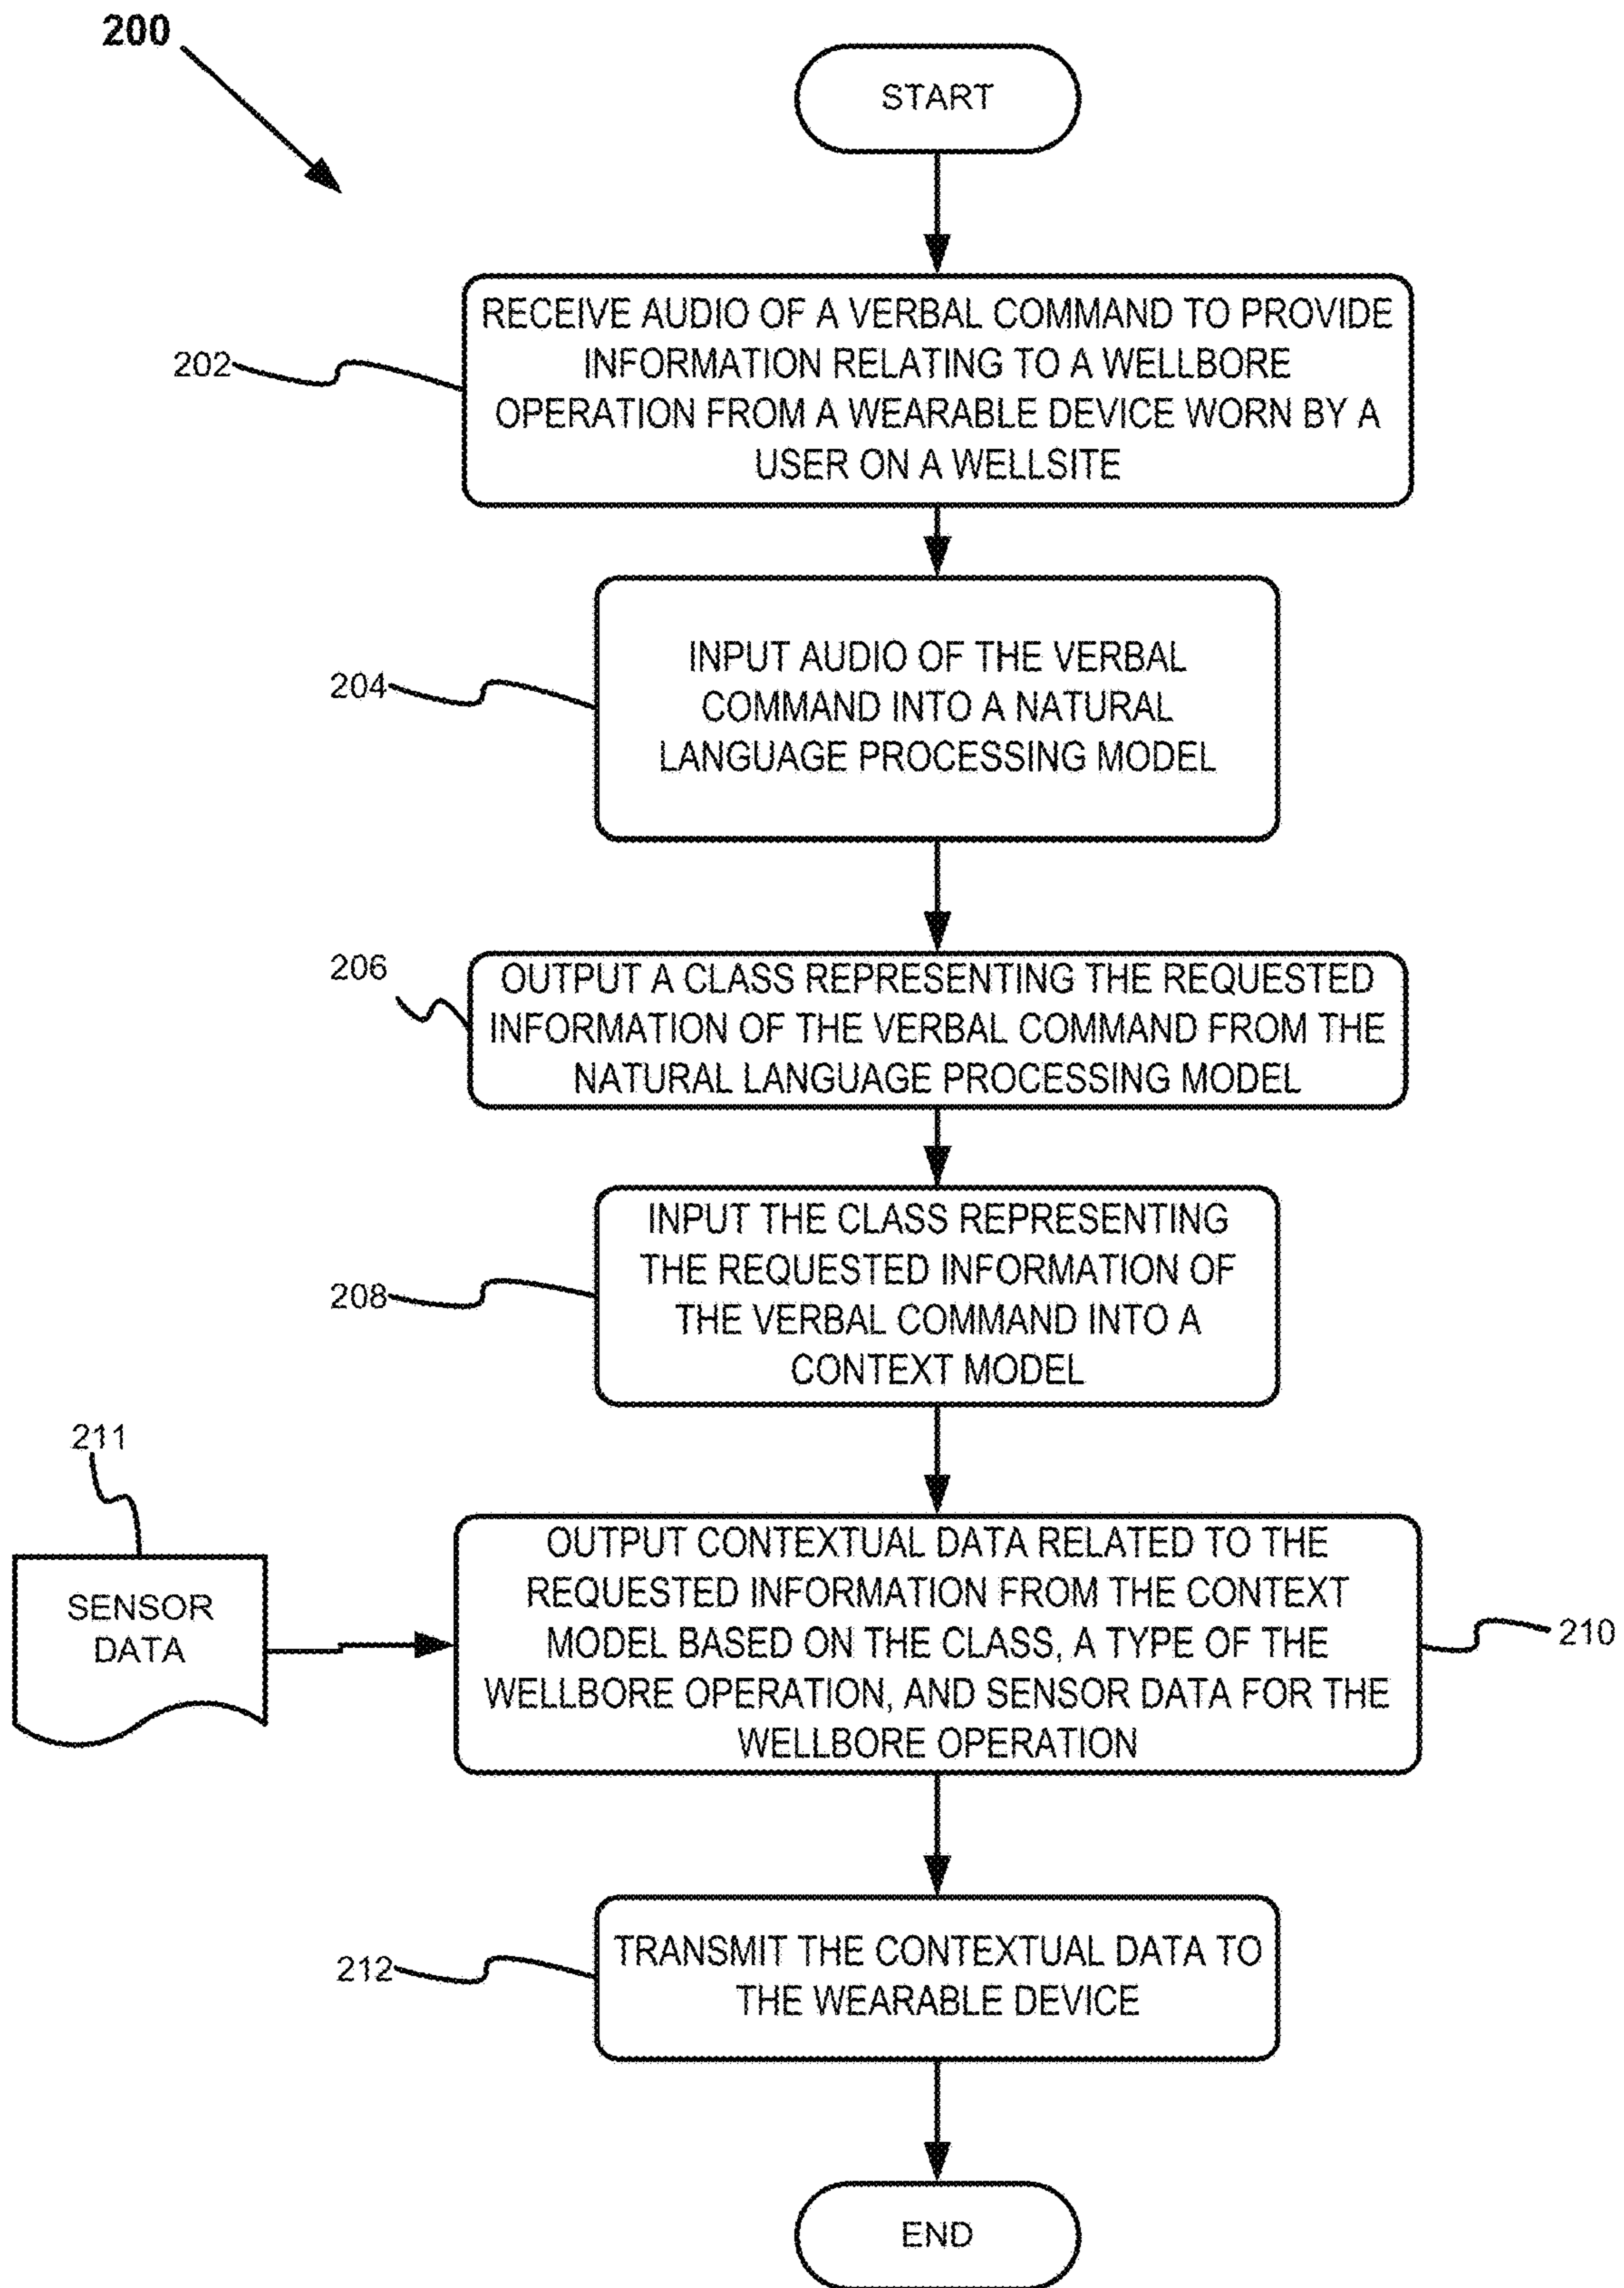 200
START
202
RECEIVE AUDIO OF A VERBAL COMMAND TO PROVIDE
INFORMATION RELATING TO A WELLBORE
OPERATION FROM A WEARABLE DEVICE WORN BY A
USER ON A WELLSITE
204
INPUT AUDIO OF THE VERBAL
COMMAND INTO A NATURAL
LANGUAGE PROCESSING MODEL
206
OUTPUT A CLASS REPRESENTING THE REQUESTED
INFORMATION OF THE VERBAL COMMAND FROM THE
NATURAL LANGUAGE PROCESSING MODEL
208
INPUT THE CLASS REPRESENTING
THE REQUESTED INFORMATION OF
THE VERBAL COMMAND INTO A
CONTEXT MODEL
211
SENSOR
DATA
OUTPUT CONTEXTUAL DATA RELATED TO THE
REQUESTED INFORMATION FROM THE CONTEXT
MODEL BASED ON THE CLASS, A TYPE OF THE
WELLBORE OPERATION, AND SENSOR DATA FOR THE
WELLBORE OPERATION
210
212
TRANSMIT THE CONTEXTUAL DATA TO
THE WEARABLE DEVICE
END